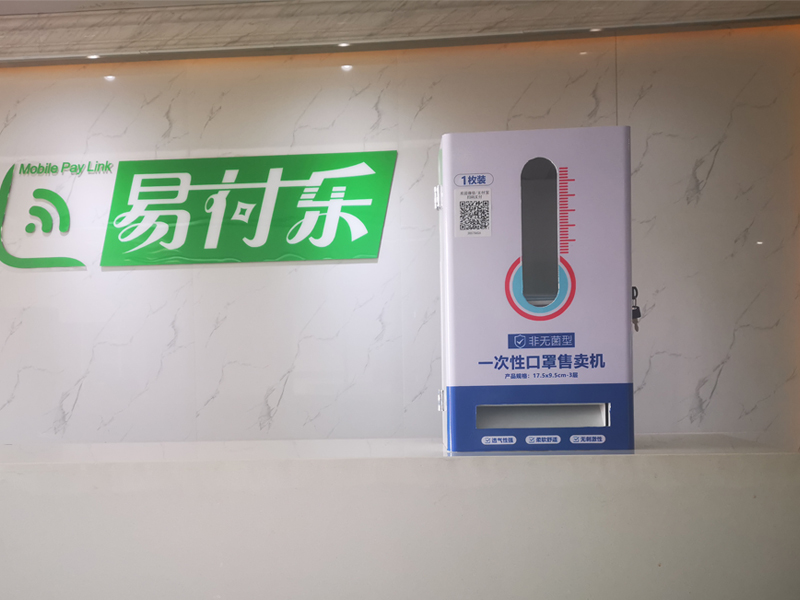 Mobile Pay Link
易付乐
1枚装
非无菌型
一次性口罩售卖机
产品规格：17.5x9.5cm-3层
透气性强
柔软舒适
无刺激性